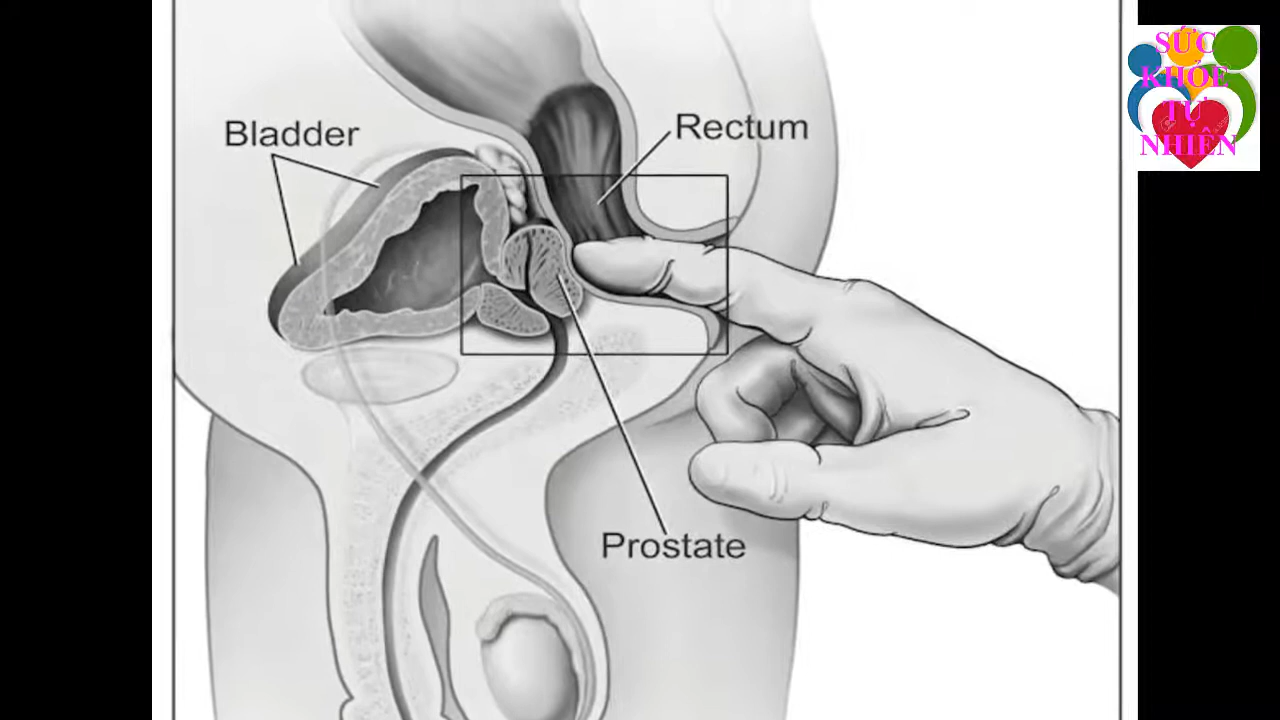 SỨC
KHỎE
TỰ
NHIÊN
Bladder
Rectum
Prostate